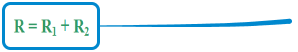 R = R₁ + R₂